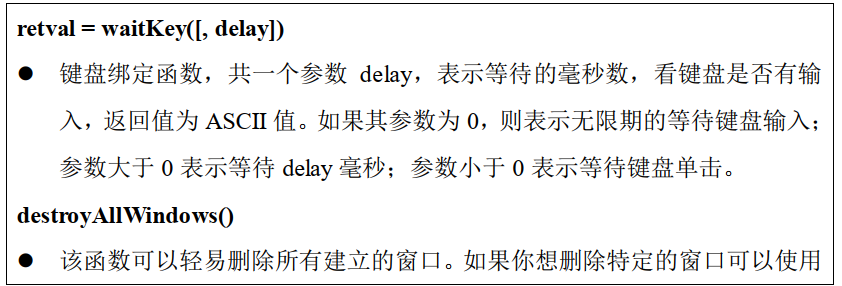 retval = waitKey([, delay])
● 键盘绑定函数，共一个参数 delay，表示等待的毫秒数，看键盘是否有输
入，返回值为 ASCII 值。如果其参数为 0，则表示无限期的等待键盘输入；
参数大于 0 表示等待 delay 毫秒；参数小于 0 表示等待键盘单击。
destroyAllWindows()
● 该函数可以轻易删除所有建立的窗口。如果你想删除特定的窗口可以使用